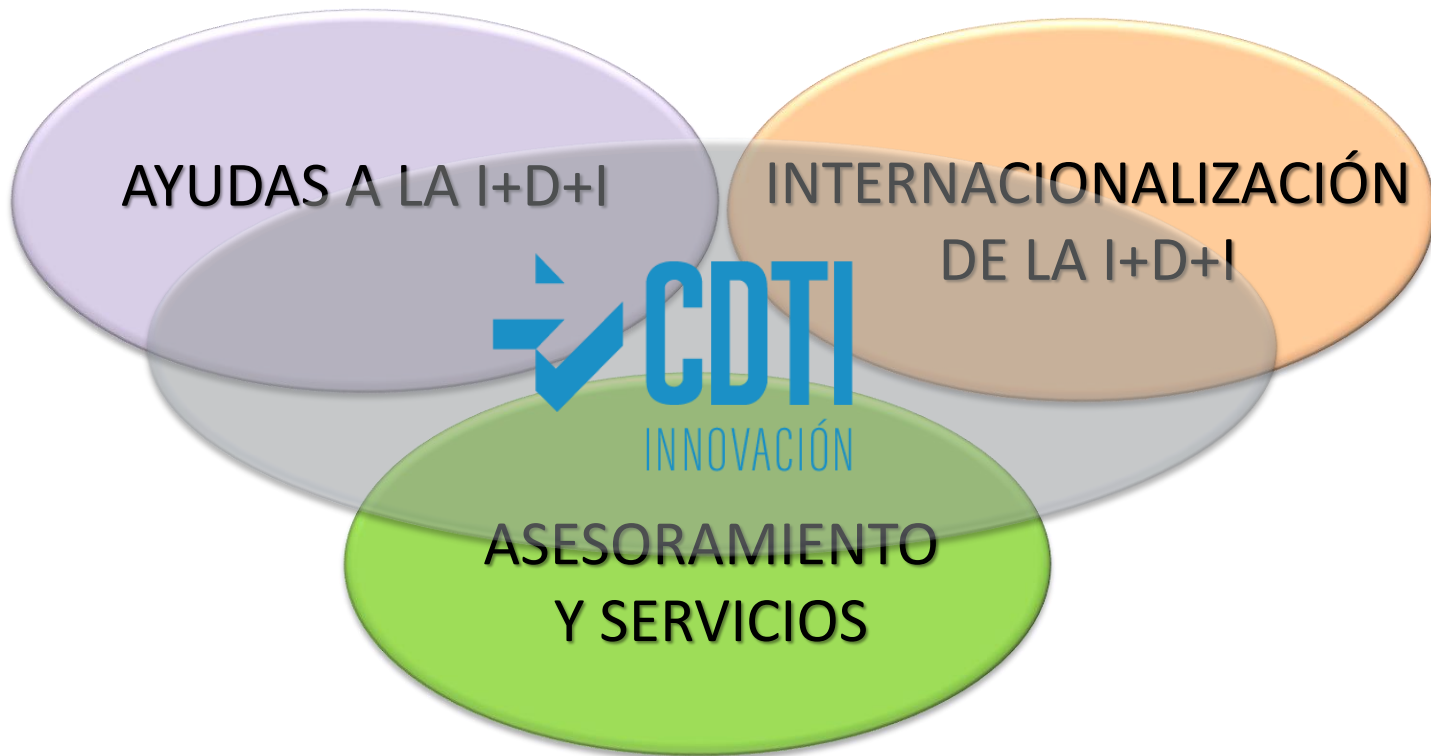 AYUDAS A LA I+D+I
INTERNACIONALIZACIÓN
DE LA I+D+I
CDTI
INNOVACIÓN
ASESORAMIENTO
Y SERVICIOS